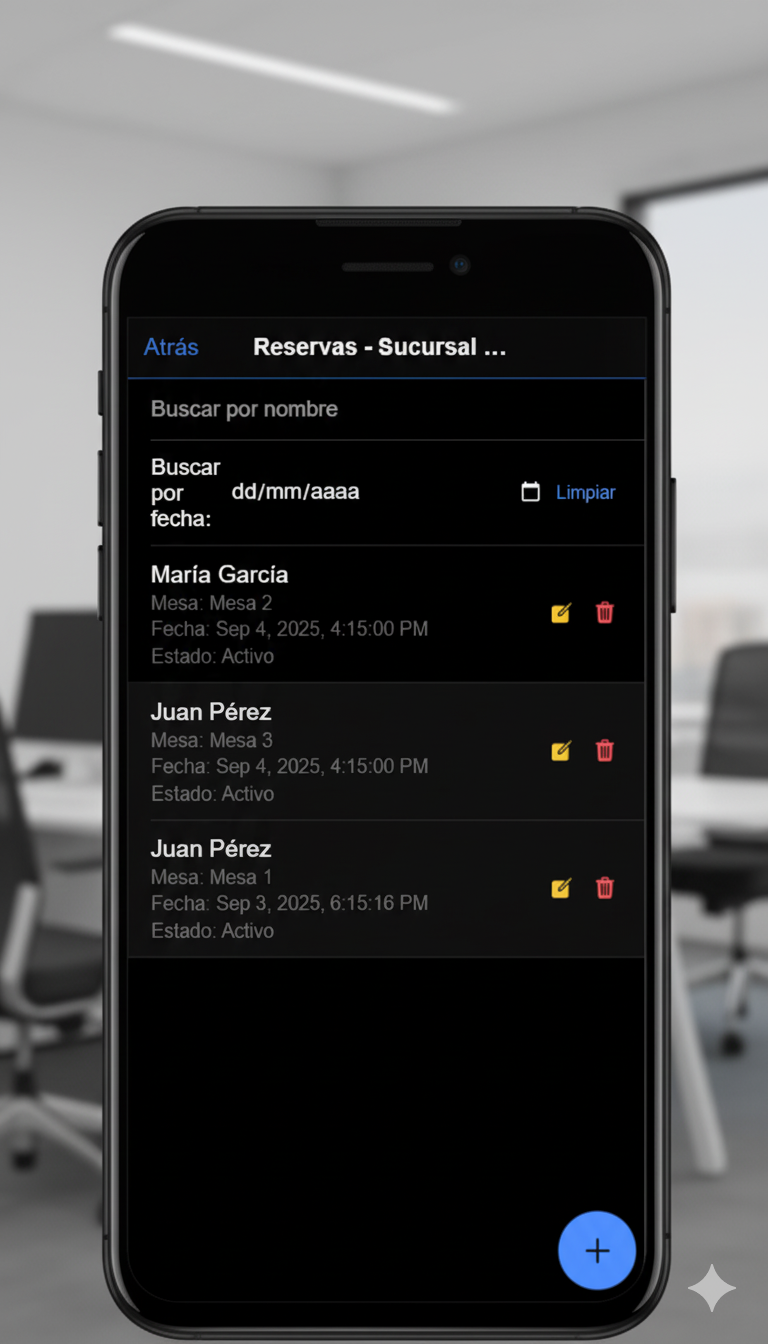 Atrás
Reservas - Sucursal ...
Buscar por nombre
Buscar
por
fecha:
dd/mm/aaaa
Limpiar
María García
Mesa: Mesa 2
Fecha: Sep 4, 2025, 4:15:00 PM
Estado: Activo
Juan Pérez
Mesa: Mesa 3
Fecha: Sep 4, 2025, 4:15:00 PM
Estado: Activo
Juan Pérez
Mesa: Mesa 1
Fecha: Sep 3, 2025, 6:15:16 PM
Estado: Activo